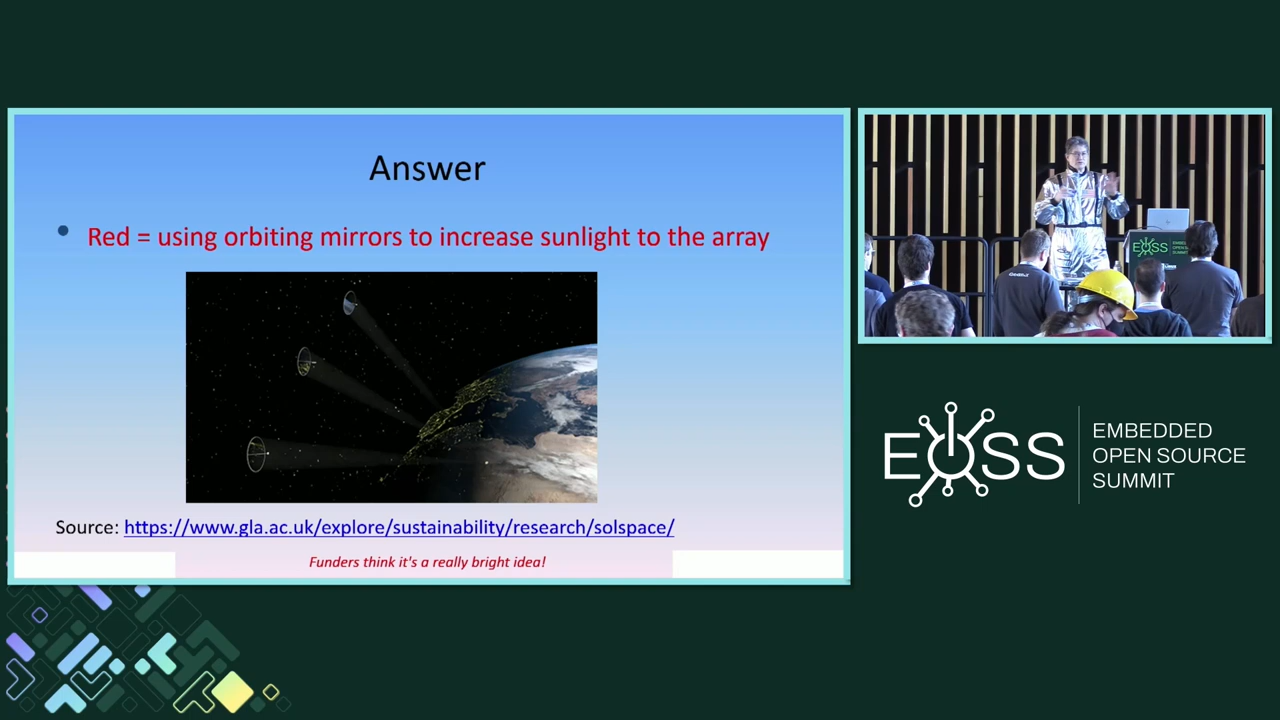 Answer
• Red = using orbiting mirrors to increase sunlight to the array
Source: https://www.gla.ac.uk/explore/sustainability/research/solspace/
Funders think it's a really bright idea!
EOSS
EOSS
EMBEDDED
OPEN SOURCE
SUMMIT